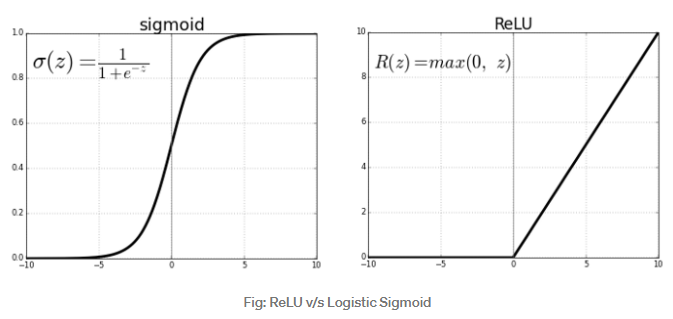 sigmoid
σ(z) = 1 / 1+e^-z
1.0
0.8
0.6
0.4
0.2
0.0
−10 −5 0 5 10
ReLU
R(z)=max(0, z)
10
8
6
4
2
0
−10 −5 0 5 10
Fig: ReLU v/s Logistic Sigmoid